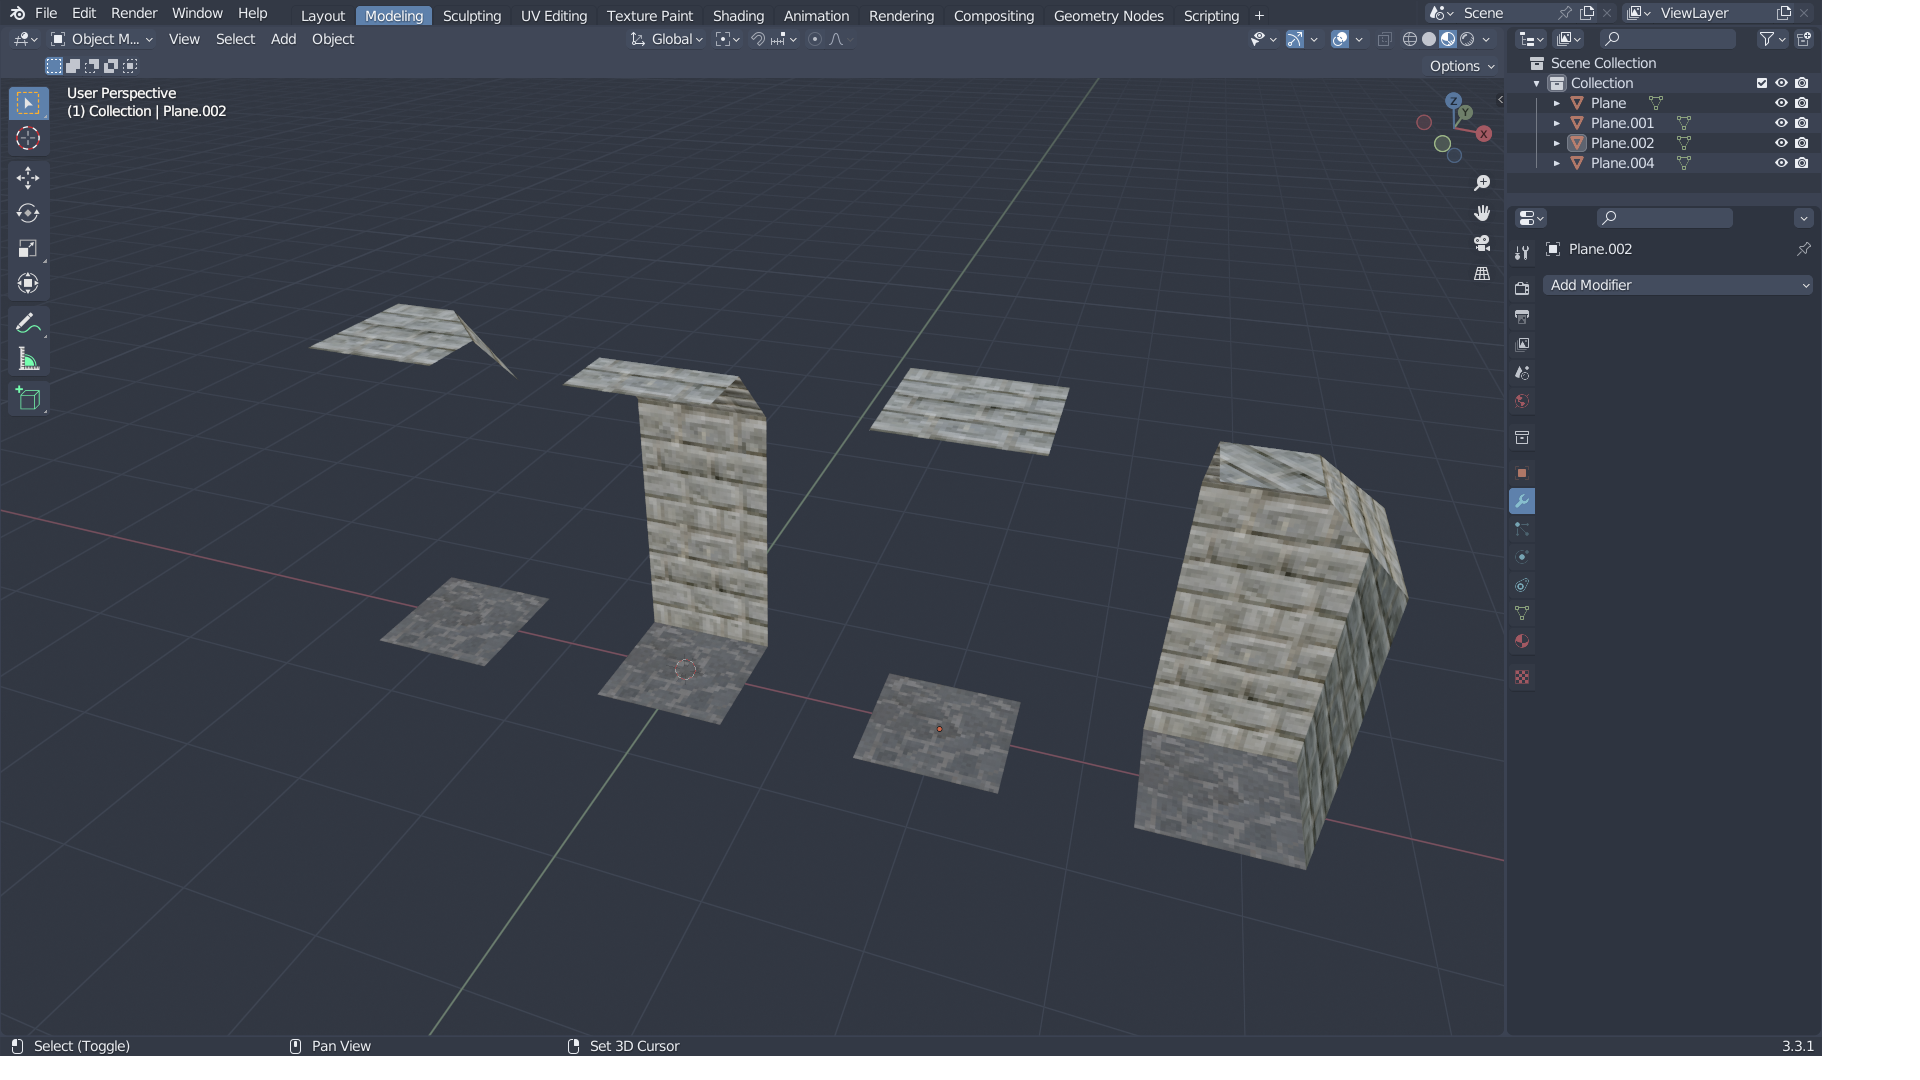 File Edit Render Window Help Layout Modeling Sculpting UV Editing Texture Paint Shading Animation Rendering Compositing Geometry Nodes Scripting + Scene ViewLayer
Object M... View Select Add Object Global
Options
User Perspective
(1) Collection | Plane.002
Z
Y
X
Scene Collection
Collection
Plane
Plane.001
Plane.002
Plane.004
Plane.002
Add Modifier
Select (Toggle) Pan View Set 3D Cursor 3.3.1